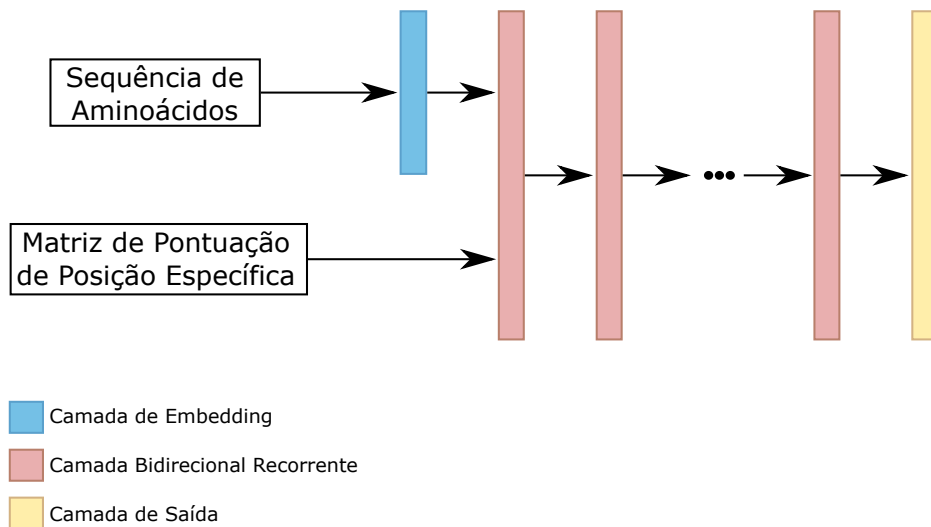 Sequência de
Aminoácidos
Matriz de Pontuação
de Posição Específica
Camada de Embedding
Camada Bidirecional Recorrente
Camada de Saída